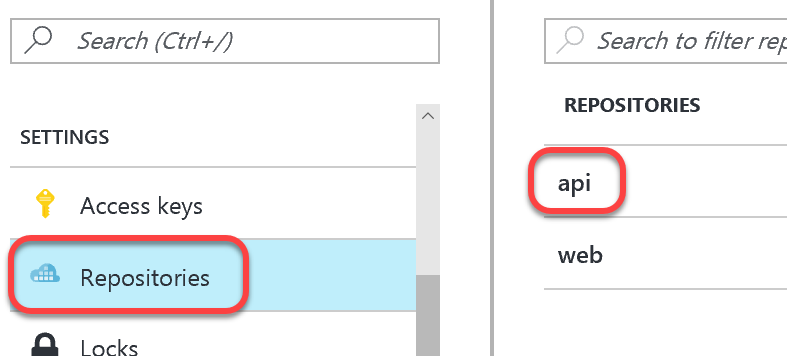 Search (Ctrl+/)
SETTINGS
Access keys
Repositories
Locks
Search to filter rep
REPOSITORIES
api
web